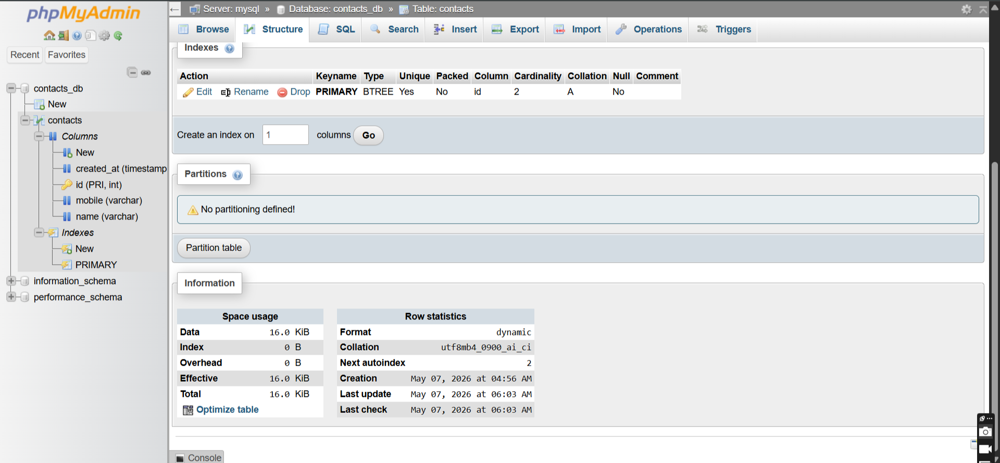 phpMyAdmin
Recent Favorites
contacts_db
New
contacts
Columns
New
created_at (timestamp
id (PRI, int)
mobile (varchar)
name (varchar)
Indexes
New
PRIMARY
information_schema
performance_schema
Server: mysql » Database: contacts_db » Table: contacts
Browse Structure SQL Search Insert Export Import Operations Triggers
Indexes
Action Keyname Type Unique Packed Column Cardinality Collation Null Comment
Edit Rename Drop PRIMARY BTREE Yes No id 2 A No
Create an index on 1 columns Go
Partitions
No partitioning defined!
Partition table
Information
Space usage
Data 16.0 KiB
Index 0 B
Overhead 0 B
Effective 16.0 KiB
Total 16.0 KiB
Optimize table
Row statistics
Format dynamic
Collation utf8mb4_0900_ai_ci
Next autoindex 2
Creation May 07, 2026 at 04:56 AM
Last update May 07, 2026 at 06:03 AM
Last check May 07, 2026 at 06:03 AM
Console